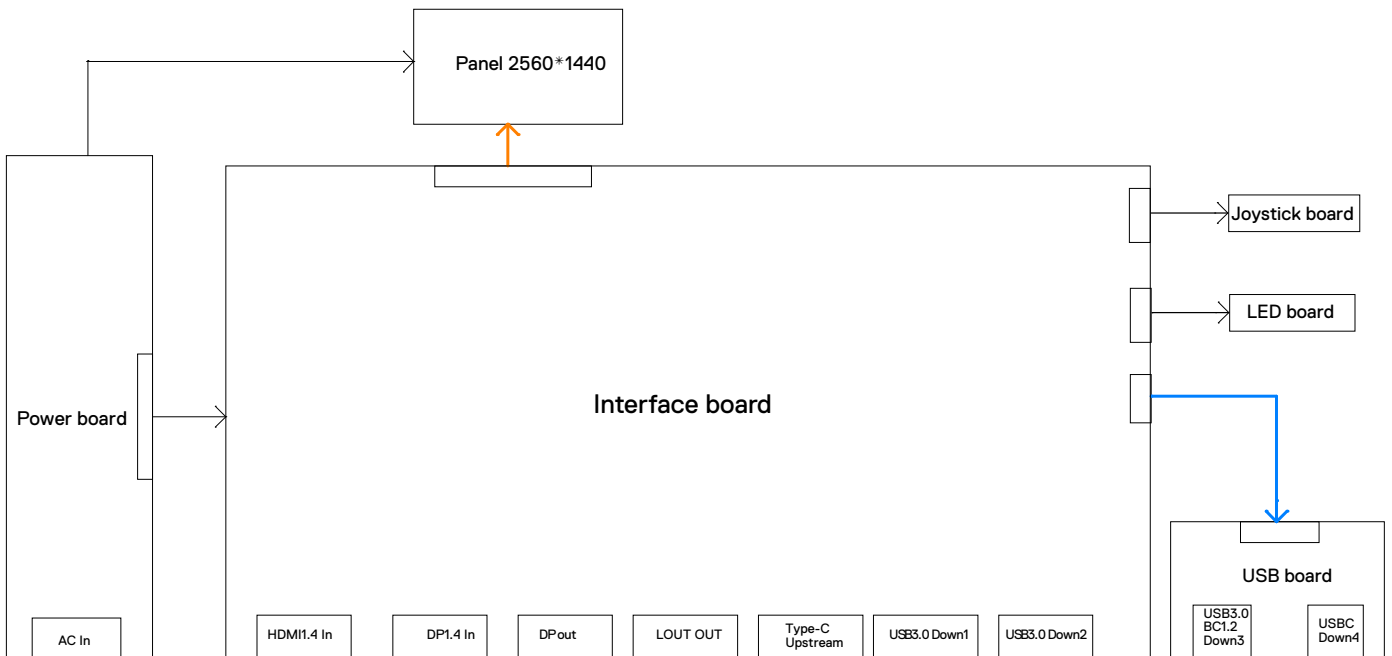 Panel 2560*1440
Joystick board
LED board
Interface board
Power board
USB board
AC In
HDMI1.4 In
DP1.4 In
DPout
LOUT OUT
Type-C
Upstream
USB3.0 Down1
USB3.0 Down2
USB3.0
BC1.2
Down3
USBC
Down4